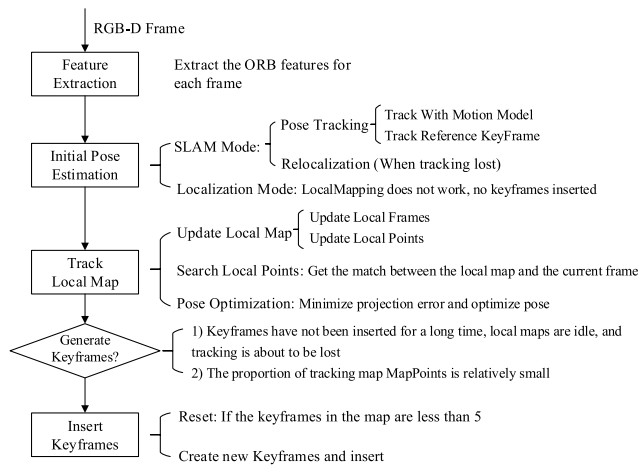 RGB-D Frame
Feature
Extraction
Extract the ORB features for
each frame
Initial Pose
Estimation
SLAM Mode:
Pose Tracking
Track With Motion Model
Track Reference KeyFrame
Relocalization (When tracking lost)
Localization Mode: LocalMapping does not work, no keyframes inserted
Track
Local Map
Update Local Map
Update Local Frames
Update Local Points
Search Local Points: Get the match between the local map and the current frame
Pose Optimization: Minimize projection error and optimize pose
Generate
Keyframes?
1) Keyframes have not been inserted for a long time, local maps are idle, and
tracking is about to be lost
2) The proportion of tracking map MapPoints is relatively small
Insert
Keyframes
Reset: If the keyframes in the map are less than 5
Create new Keyframes and insert